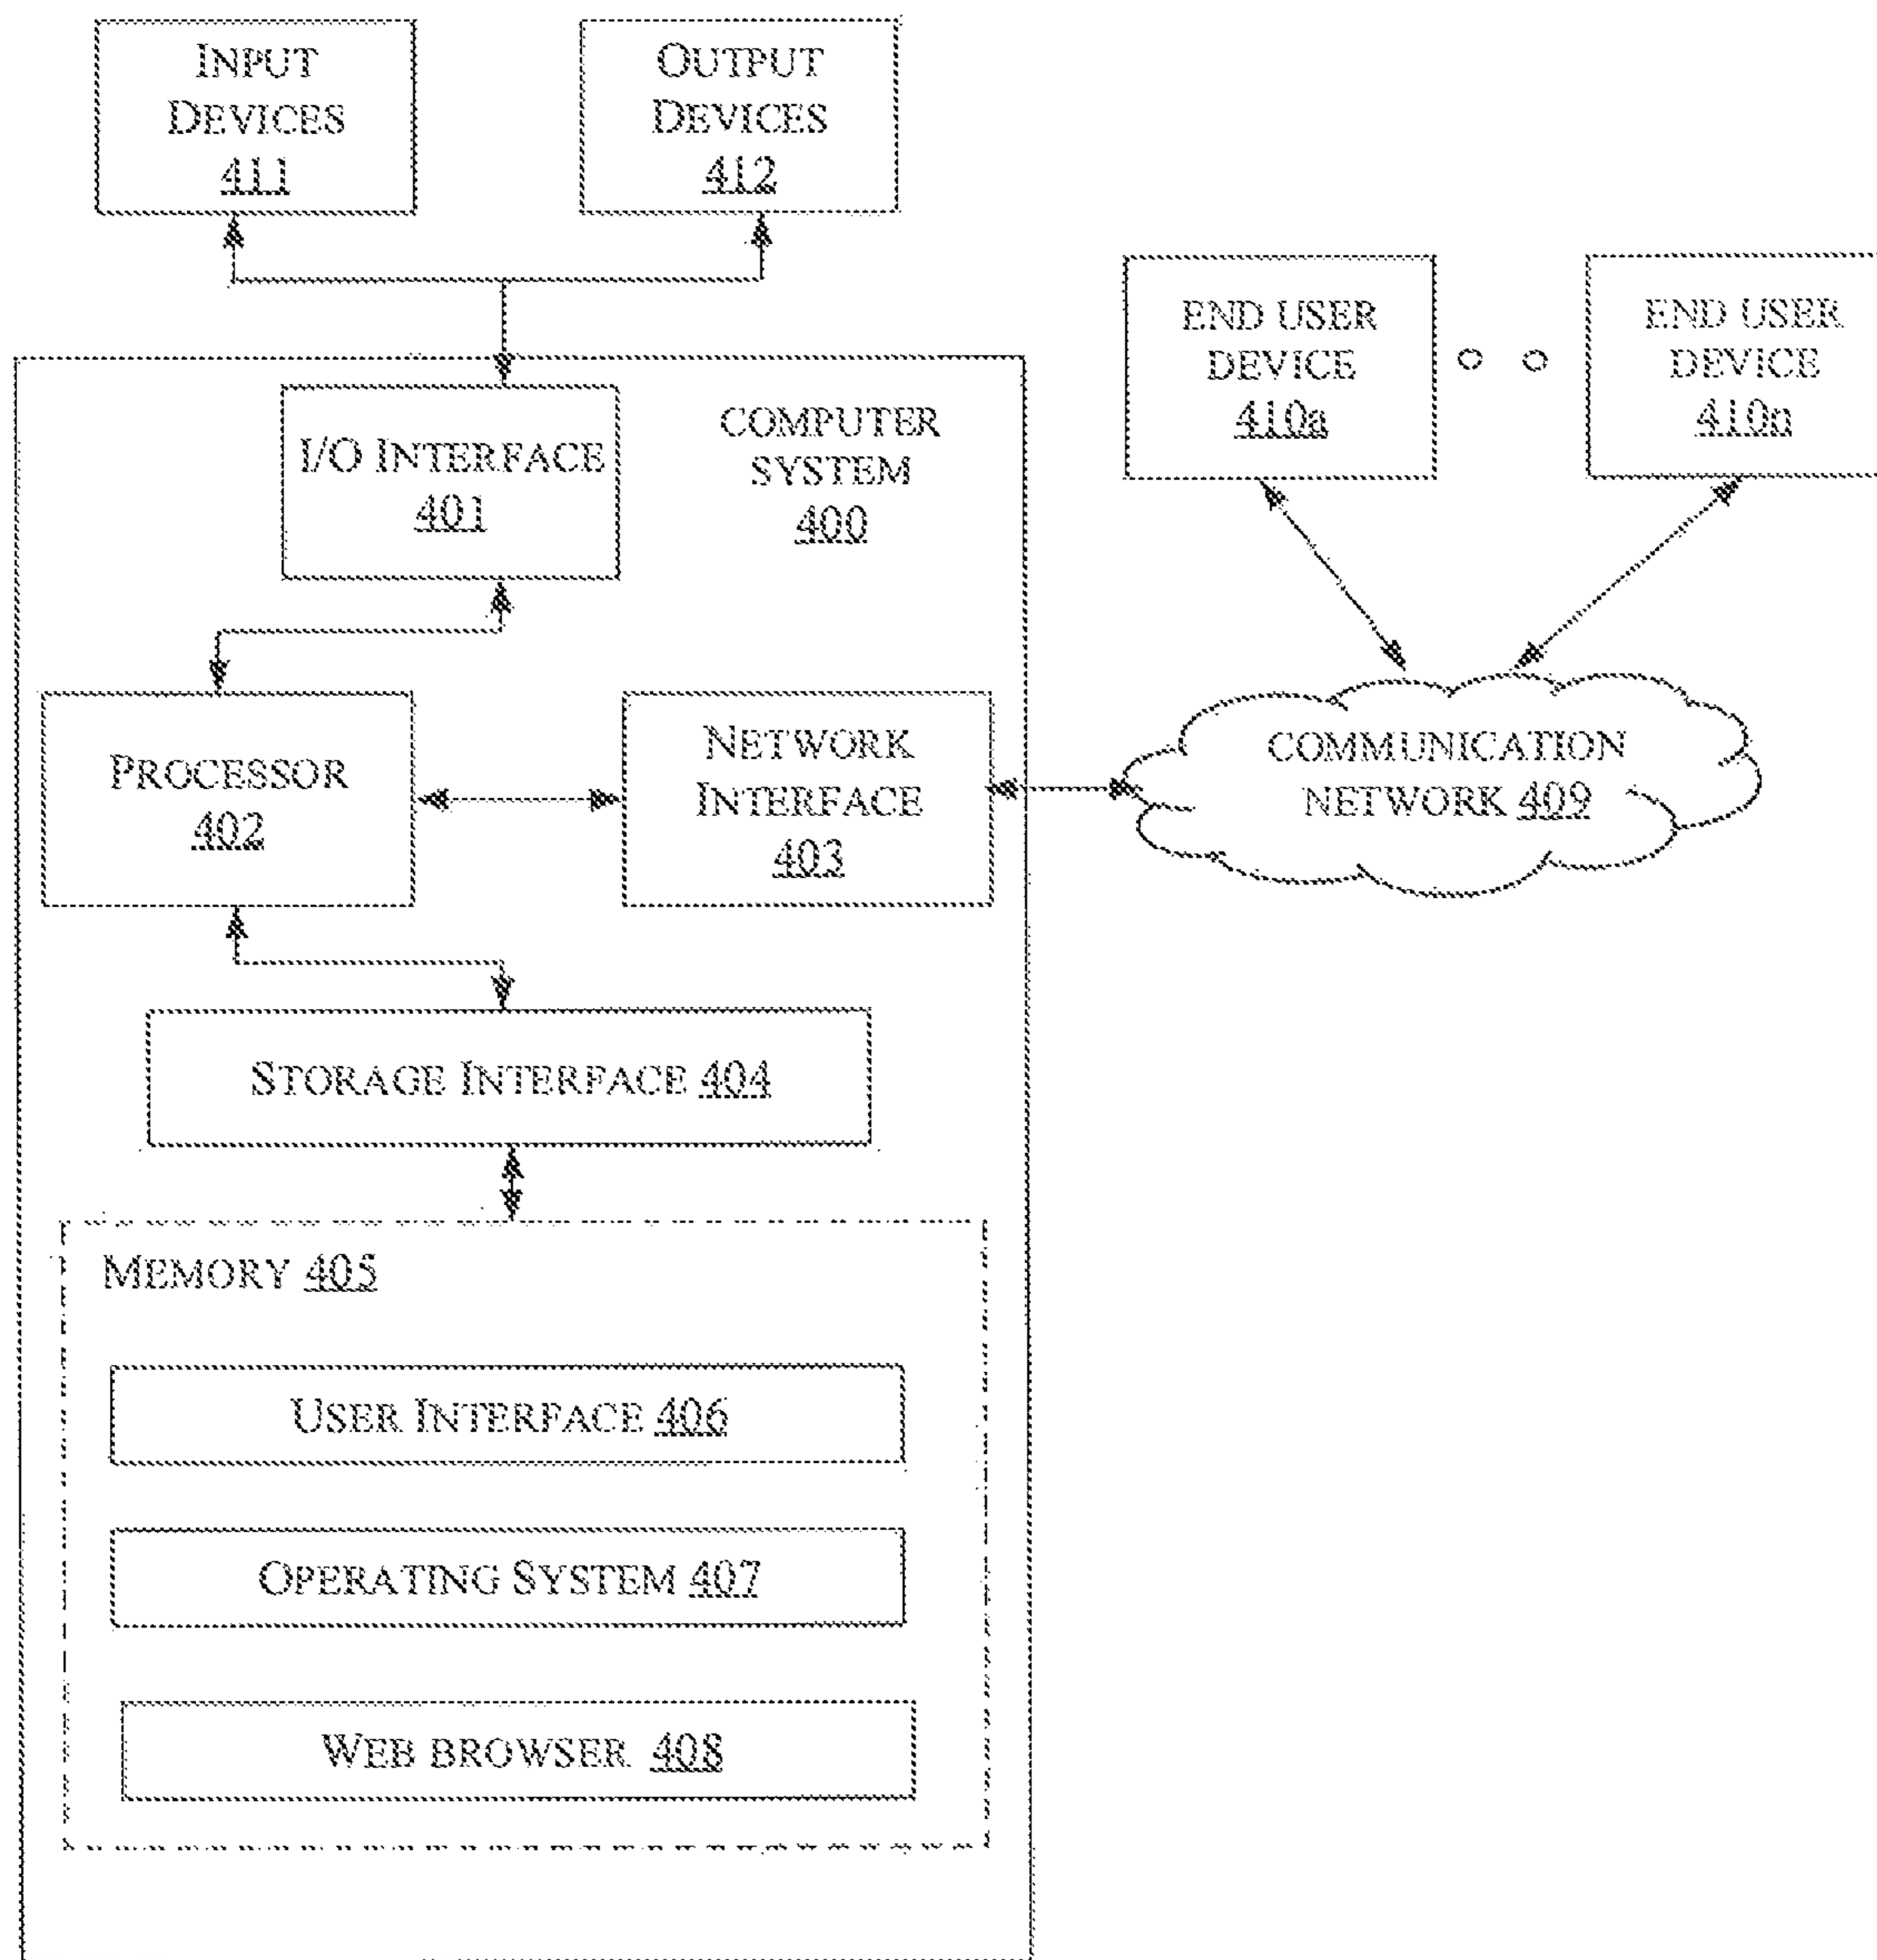 INPUT
DEVICES
411
OUTPUT
DEVICES
412
END USER
DEVICE
410a
END USER
DEVICE
410n
I/O INTERFACE
401
COMPUTER
SYSTEM
400
PROCESSOR
402
NETWORK
INTERFACE
403
COMMUNICATION
NETWORK 409
STORAGE INTERFACE 404
MEMORY 405
USER INTERFACE 406
OPERATING SYSTEM 407
WEB BROWSER 408